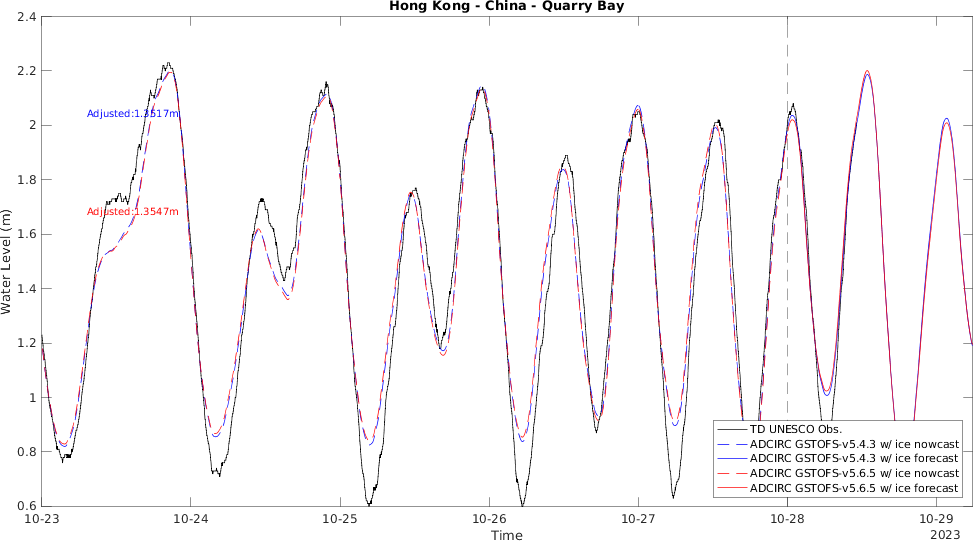 Hong Kong - China - Quarry Bay
2.4
2.2
2
1.8
1.6
1.4
1.2
1
0.8
0.6
Water Level (m)
Adjusted:1.3517m
Adjusted:1.3547m
TD UNESCO Obs.
ADCIRC GSTOFS-v5.4.3 w/ ice nowcast
ADCIRC GSTOFS-v5.4.3 w/ ice forecast
ADCIRC GSTOFS-v5.6.5 w/ ice nowcast
ADCIRC GSTOFS-v5.6.5 w/ ice forecast
10-23 10-24 10-25 10-26 10-27 10-28 10-29
Time
2023